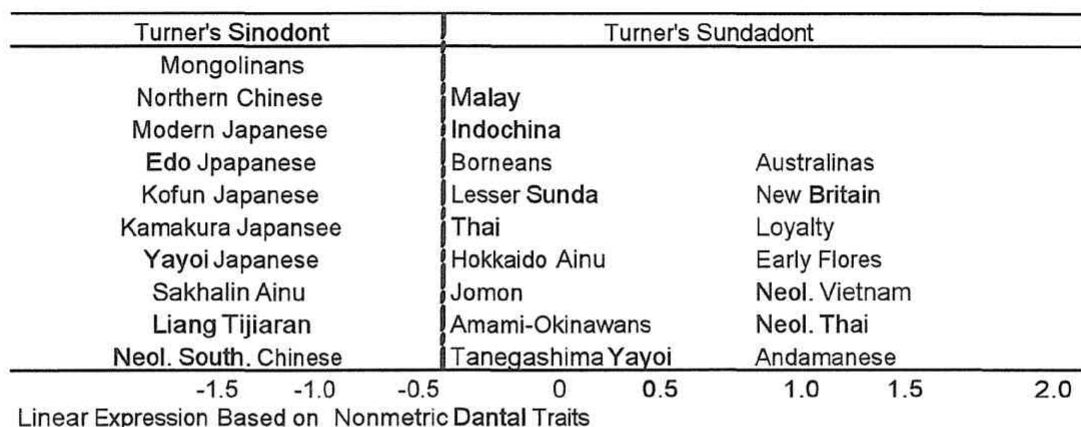 Turner's Sinodont Turner's Sundadont
Mongolinans
Northern Chinese Malay
Modern Japanese Indochina
Edo Jpapanese Borneans Australinas
Kofun Japanese Lesser Sunda New Britain
Kamakura Japansee Thai Loyalty
Yayoi Japanese Hokkaido Ainu Early Flores
Sakhalin Ainu Jomon Neol. Vietnam
Liang Tijiaran Amami-Okinawans Neol. Thai
Neol. South. Chinese Tanegashima Yayoi Andamanese
-1.5 -1.0 -0.5 0 0.5 1.0 1.5 2.0
Linear Expression Based on Nonmetric Dantal Traits